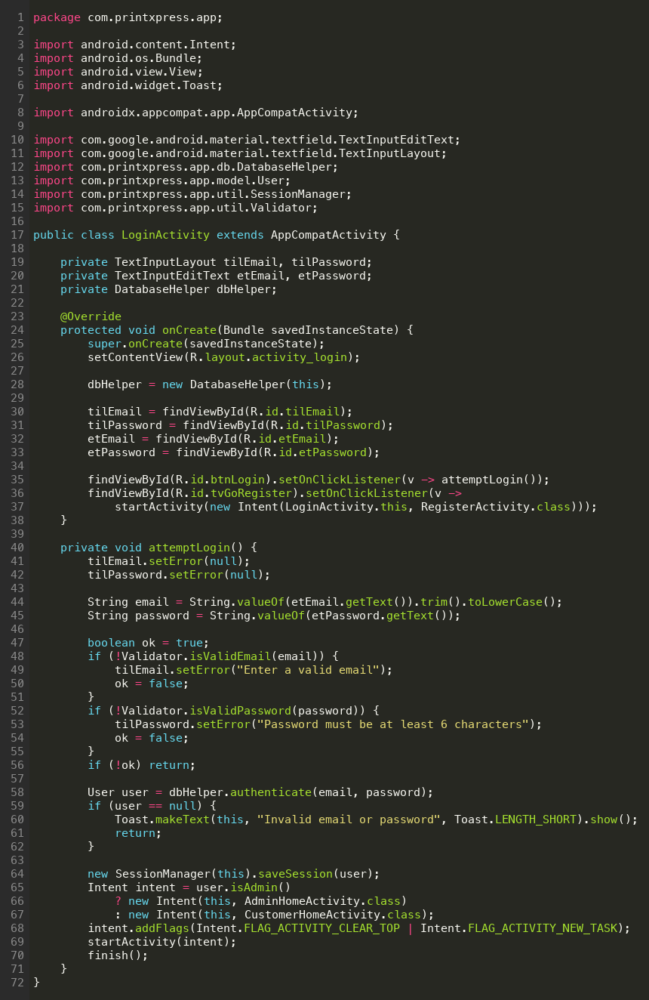 1 package com.printxpress.app;
2
3 import android.content.Intent;
4 import android.os.Bundle;
5 import android.view.View;
6 import android.widget.Toast;
7
8 import androidx.appcompat.app.AppCompatActivity;
9
10 import com.google.android.material.textfield.TextInputEditText;
11 import com.google.android.material.textfield.TextInputLayout;
12 import com.printxpress.app.db.DatabaseHelper;
13 import com.printxpress.app.model.User;
14 import com.printxpress.app.util.SessionManager;
15 import com.printxpress.app.util.Validator;
16
17 public class LoginActivity extends AppCompatActivity {
18
19     private TextInputLayout tilEmail, tilPassword;
20     private TextInputEditText etEmail, etPassword;
21     private DatabaseHelper dbHelper;
22
23     @Override
24     protected void onCreate(Bundle savedInstanceState) {
25         super.onCreate(savedInstanceState);
26         setContentView(R.layout.activity_login);
27
28         dbHelper = new DatabaseHelper(this);
29
30         tilEmail = findViewById(R.id.tilEmail);
31         tilPassword = findViewById(R.id.tilPassword);
32         etEmail = findViewById(R.id.etEmail);
33         etPassword = findViewById(R.id.etPassword);
34
35         findViewById(R.id.btnLogin).setOnClickListener(v -> attemptLogin());
36         findViewById(R.id.tvGoRegister).setOnClickListener(v ->
37             startActivity(new Intent(LoginActivity.this, RegisterActivity.class)));
38     }
39
40     private void attemptLogin() {
41         tilEmail.setError(null);
42         tilPassword.setError(null);
43
44         String email = String.valueOf(etEmail.getText()).trim().toLowerCase();
45         String password = String.valueOf(etPassword.getText());
46
47         boolean ok = true;
48         if (!Validator.isValidEmail(email)) {
49             tilEmail.setError("Enter a valid email");
50             ok = false;
51         }
52         if (!Validator.isValidPassword(password)) {
53             tilPassword.setError("Password must be at least 6 characters");
54             ok = false;
55         }
56         if (!ok) return;
57
58         User user = dbHelper.authenticate(email, password);
59         if (user == null) {
60             Toast.makeText(this, "Invalid email or password", Toast.LENGTH_SHORT).show();
61             return;
62         }
63
64         new SessionManager(this).saveSession(user);
65         Intent intent = user.isAdmin()
66             ? new Intent(this, AdminHomeActivity.class)
67             : new Intent(this, CustomerHomeActivity.class);
68         intent.addFlags(Intent.FLAG_ACTIVITY_CLEAR_TOP | Intent.FLAG_ACTIVITY_NEW_TASK);
69         startActivity(intent);
70         finish();
71     }
72 }